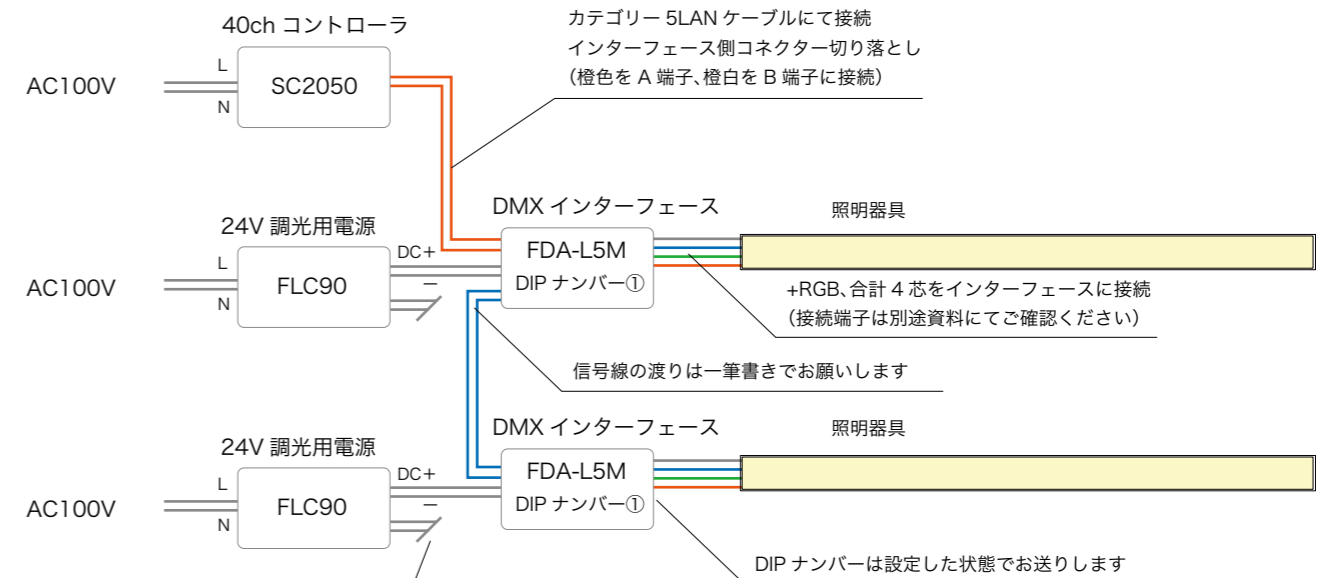 40ch コントローラ
カテゴリー 5LAN ケーブルにて接続
インターフェース側コネクター切り落とし
（橙色を A 端子、橙白を B 端子に接続）
AC100V
L
N
SC2050
24V 調光用電源
DMX インターフェース
照明器具
AC100V
L
N
FLC90
DC+
−
FDA-L5M
DIP ナンバー①
+RGB、合計 4 芯をインターフェースに接続
（接続端子は別途資料にてご確認ください）
信号線の渡りは一筆書きでお願いします
24V 調光用電源
DMX インターフェース
照明器具
AC100V
L
N
FLC90
DC+
−
FDA-L5M
DIP ナンバー①
DIP ナンバーは設定した状態でお送りします